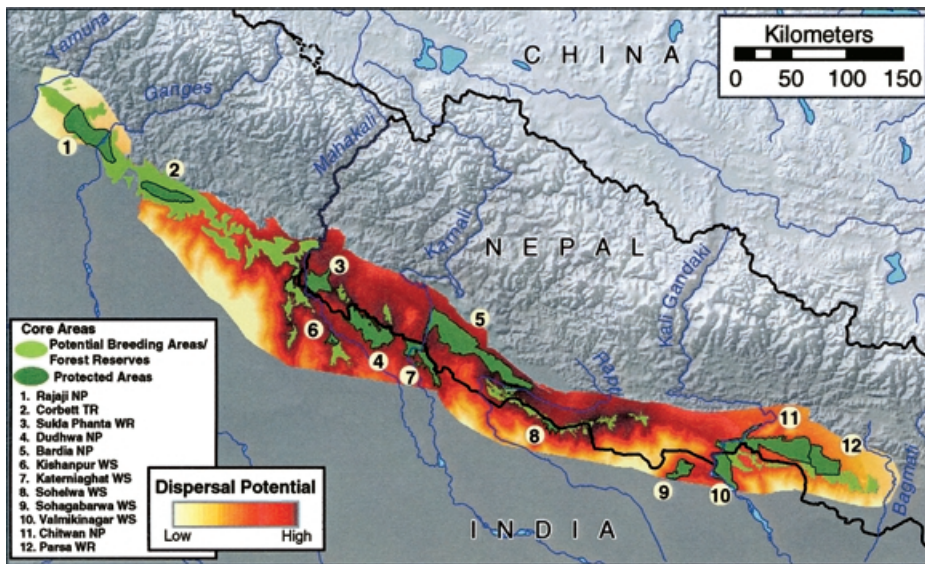 Kilometers
0 50 100 150
CHINA
Yamuna
Ganges
Mahakali
Karnali
NEPAL
Kali Gandaki
Rapti
Bagmati
INDIA
1
2
3
4
5
6
7
8
9
10
11
12
Core Areas
Potential Breeding Areas/
Forest Reserves
Protected Areas
1. Rajaji NP
2. Corbett TR
3. Sukla Phanta WR
4. Dudhwa NP
5. Bardia NP
6. Kishanpur WS
7. Katerniaghat WS
8. Sohelwa WS
9. Sohagabarwa WS
10. Valmikinagar WS
11. Chitwan NP
12. Parsa WR
Dispersal Potential
Low High